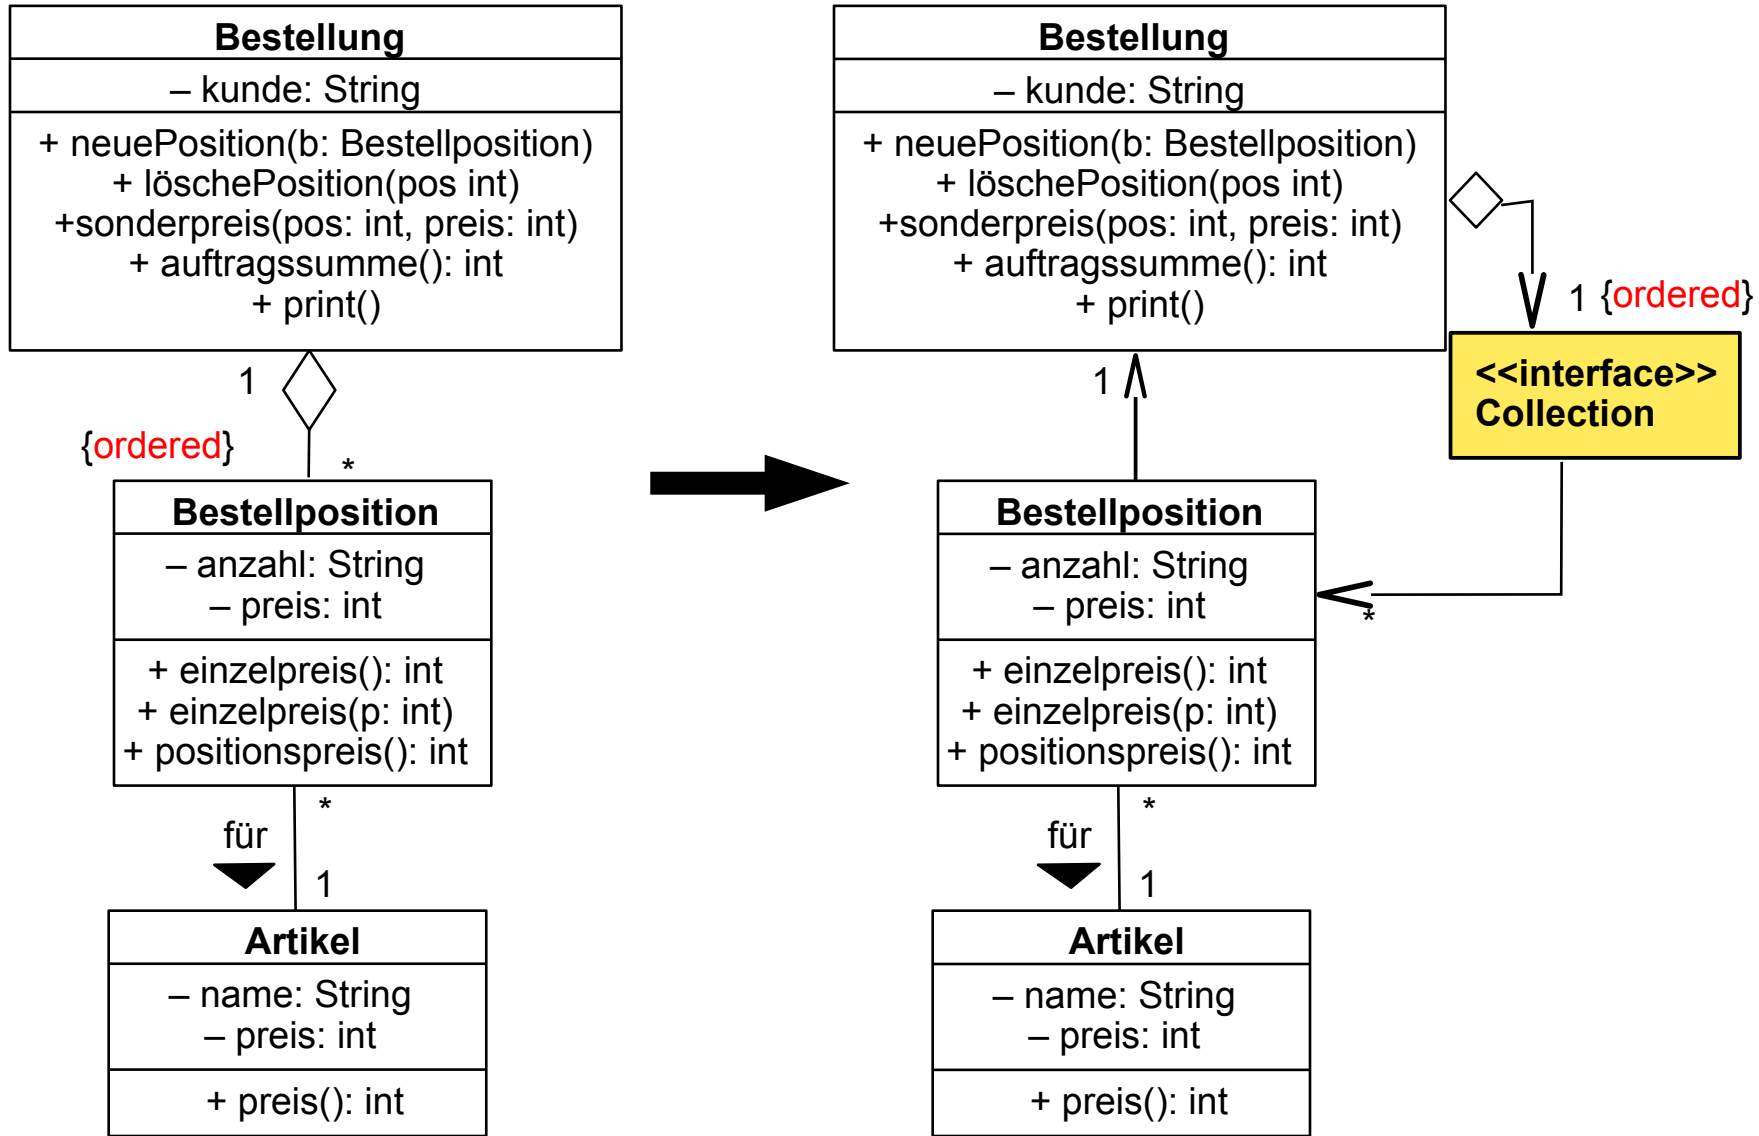 Bestellung
– kunde: String
+ neuePosition(b: Bestellposition)
+ löschePosition(pos int)
+sonderpreis(pos: int, preis: int)
+ auftragssumme(): int
+ print()
1
{ordered}
*
Bestellposition
– anzahl: String
– preis: int
+ einzelpreis(): int
+ einzelpreis(p: int)
+ positionspreis(): int
*
für
1
Artikel
– name: String
– preis: int
+ preis(): int
Bestellung
– kunde: String
+ neuePosition(b: Bestellposition)
+ löschePosition(pos int)
+sonderpreis(pos: int, preis: int)
+ auftragssumme(): int
+ print()
1 {ordered}
<<interface>>
Collection
1
*
Bestellposition
– anzahl: String
– preis: int
+ einzelpreis(): int
+ einzelpreis(p: int)
+ positionspreis(): int
*
für
1
Artikel
– name: String
– preis: int
+ preis(): int